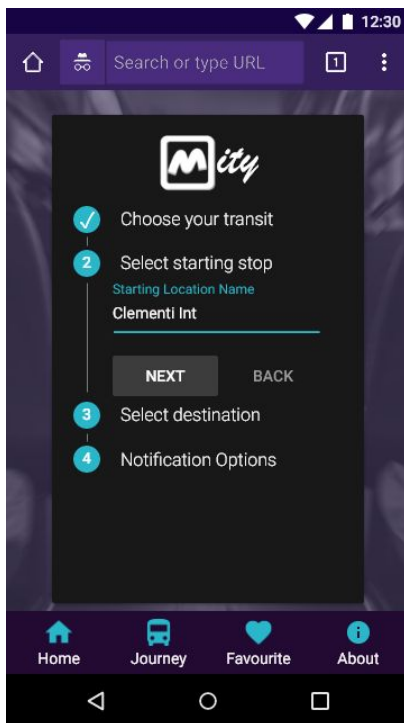 12:30
Search or type URL
1
Mity
Choose your transit
2
Select starting stop
Starting Location Name
Clementi Int
NEXT BACK
3
Select destination
4
Notification Options
Home Journey Favourite About